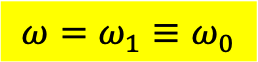 ω = ω₁ ≡ ω₀